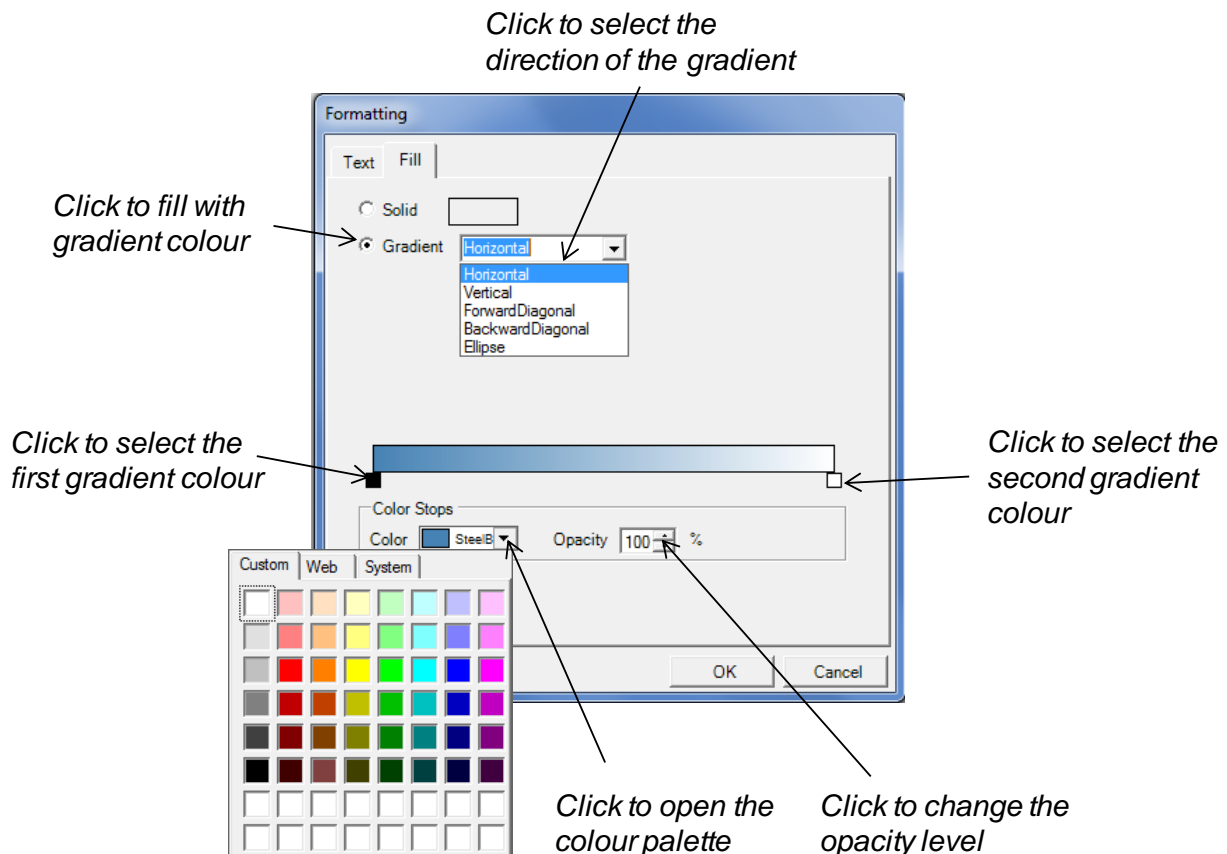 Click to select the
direction of the gradient
Formatting
Text Fill
Click to fill with
gradient colour
Solid
Gradient Horizontal
Horizontal
Vertical
ForwardDiagonal
BackwardDiagonal
Ellipse
Click to select the
first gradient colour
Click to select the
second gradient
colour
Color Stops
Color SteelB Opacity 100 %
Custom Web System
OK Cancel
Click to open the
colour palette
Click to change the
opacity level